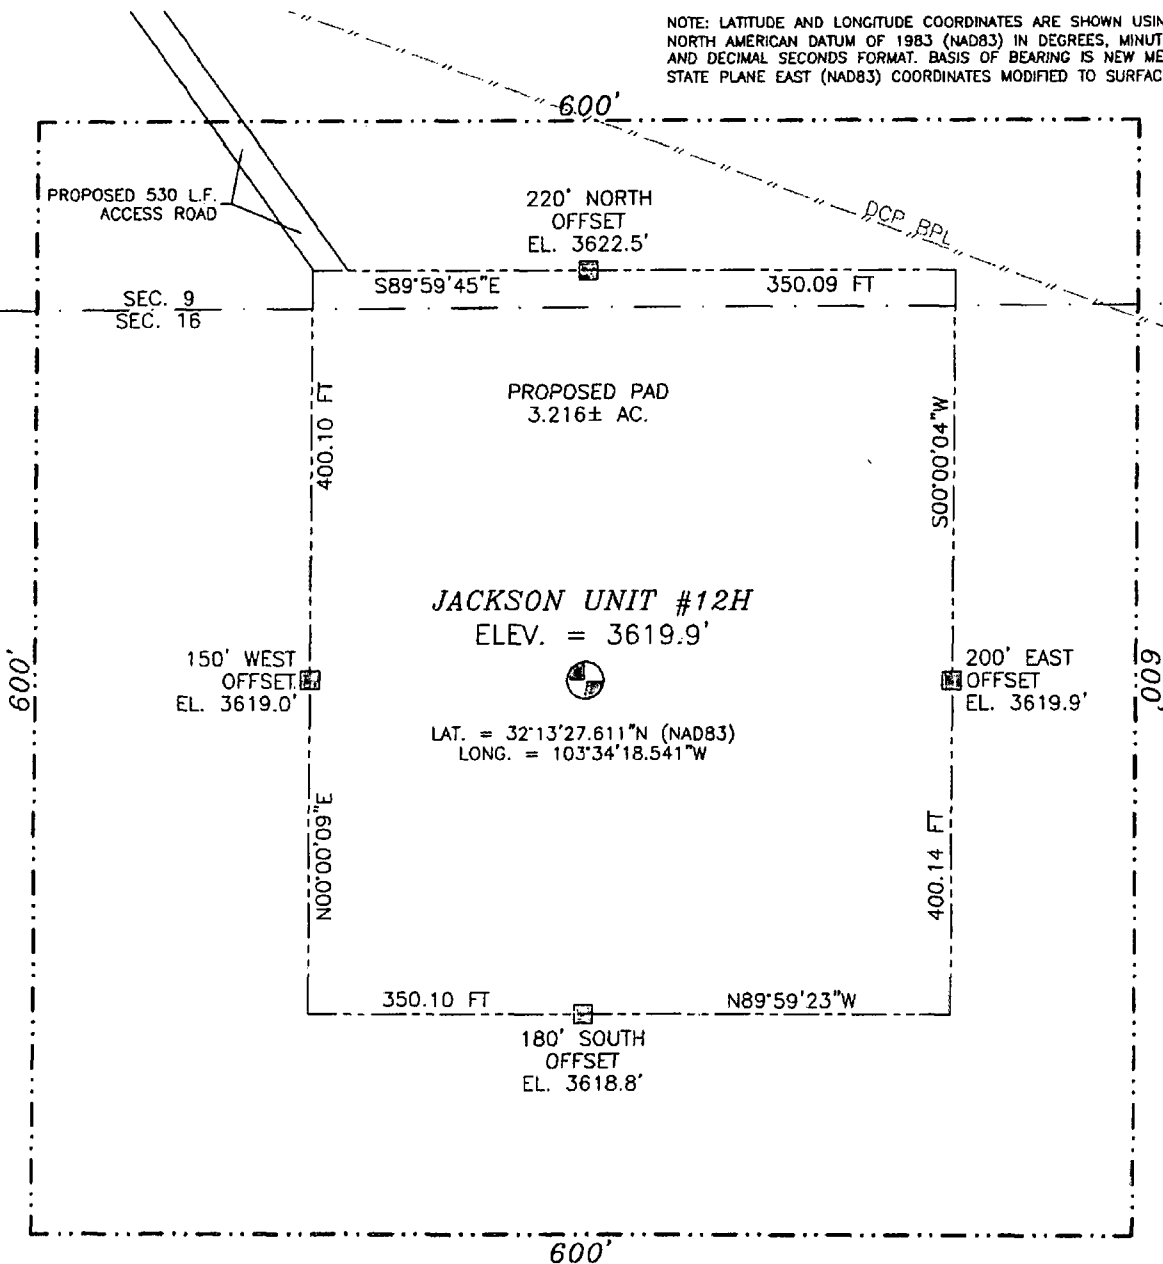 NOTE: LATITUDE AND LONGITUDE COORDINATES ARE SHOWN
NORTH AMERICAN DATUM OF 1983 (NAD83) IN DEGREES,
AND DECIMAL SECONDS FORMAT. BASIS OF BEARING IS NEW
STATE PLANE EAST (NAD83) COORDINATES MODIFIED TO
600'
PROPOSED 530 L.F.
ACCESS ROAD
220' NORTH
OFFSET
EL. 3622.5'
DCP BPL
S89°59'45"E
350.09 FT
SEC. 9
SEC. 16
PROPOSED PAD
3.216± AC.
400.10 FT
S00°00'04"W
JACKSON UNIT #12H
ELEV. = 3619.9'
600'
150' WEST
OFFSET
EL. 3619.0'
200' EAST
OFFSET
EL. 3619.9'
600'
LAT. = 32°13'27.611"N (NAD83)
LONG. = 103°34'18.541"W
N00°00'09"E
400.14 FT
350.10 FT
N89°59'23"W
180' SOUTH
OFFSET
EL. 3618.8'
600'